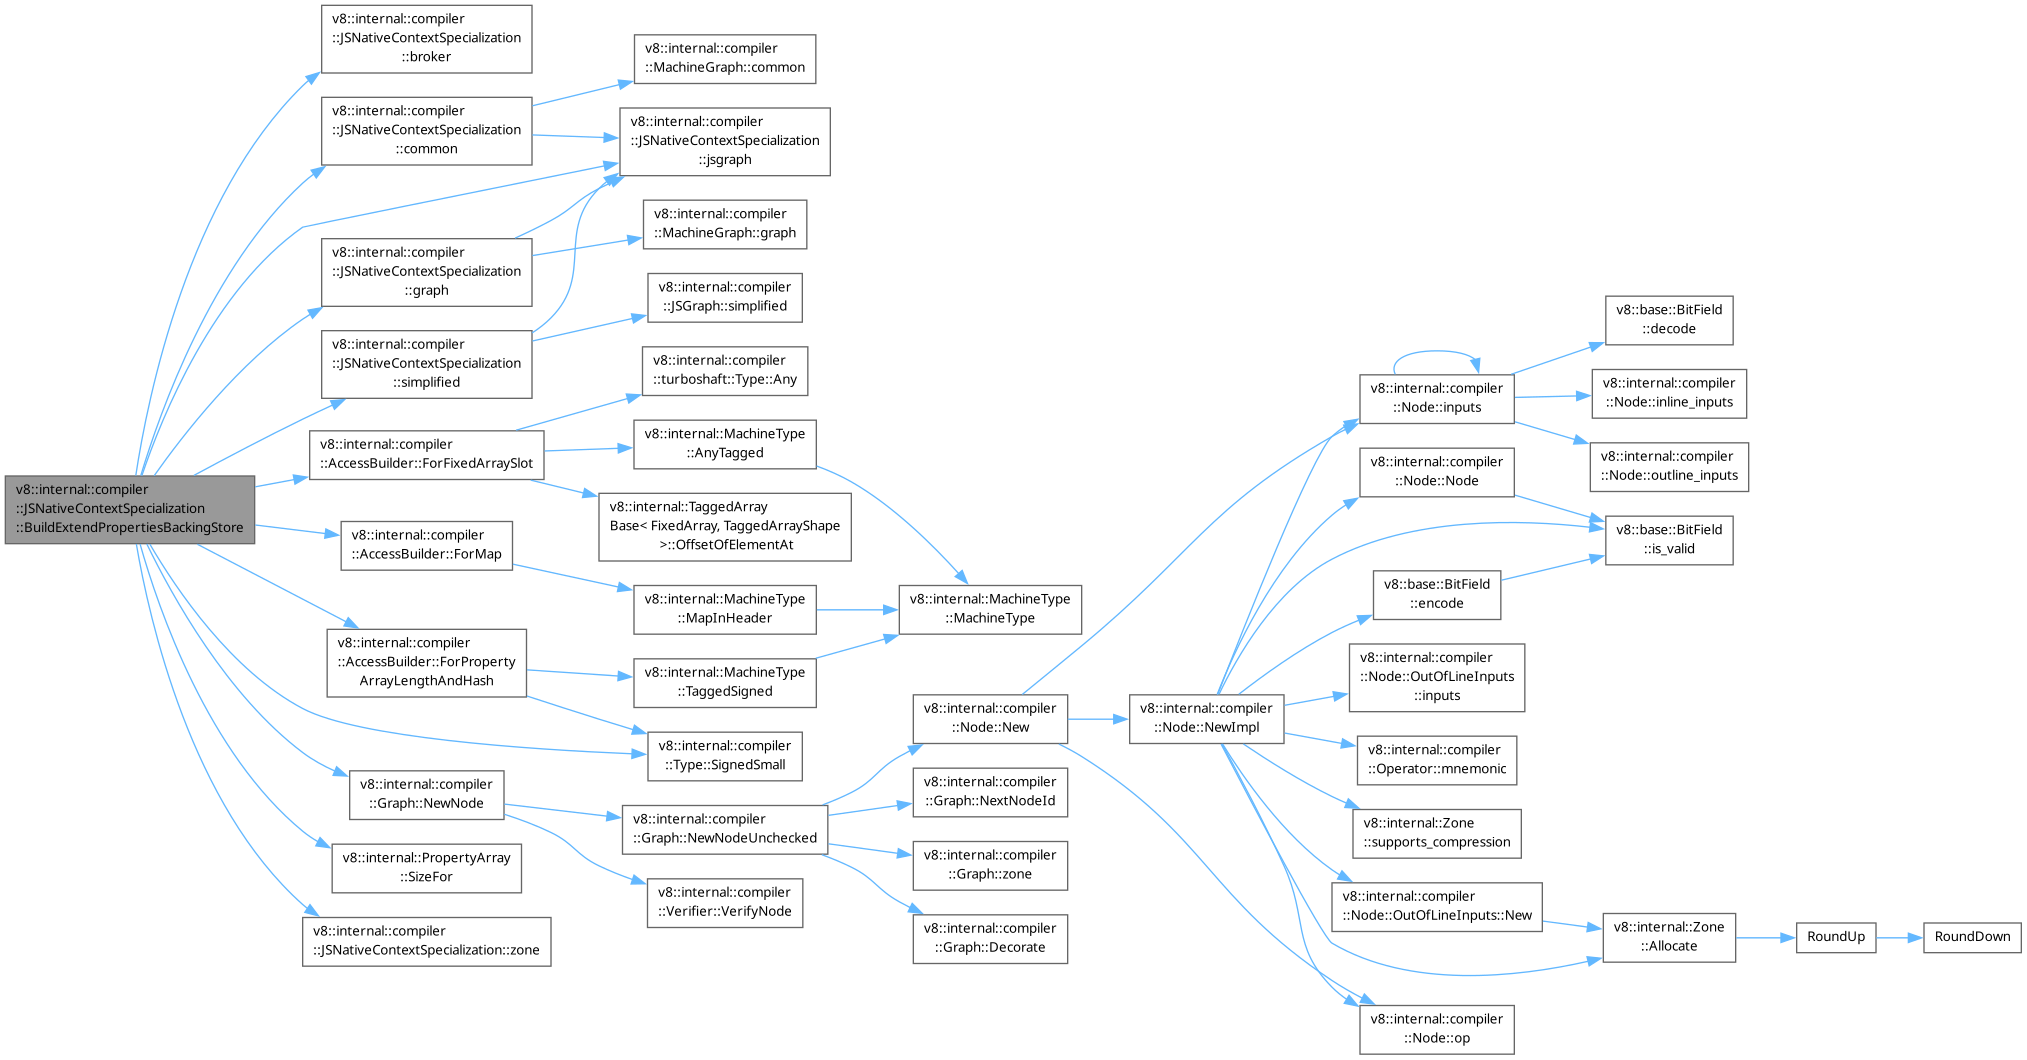 v8::internal::compiler
::JSNativeContextSpecialization
::BuildExtendPropertiesBackingStore
v8::internal::compiler
::JSNativeContextSpecialization
::broker
v8::internal::compiler
::JSNativeContextSpecialization
::common
v8::internal::compiler
::JSNativeContextSpecialization
::graph
v8::internal::compiler
::JSNativeContextSpecialization
::simplified
v8::internal::compiler
::AccessBuilder::ForFixedArraySlot
v8::internal::compiler
::AccessBuilder::ForMap
v8::internal::compiler
::AccessBuilder::ForProperty
ArrayLengthAndHash
v8::internal::compiler
::Graph::NewNode
v8::internal::PropertyArray
::SizeFor
v8::internal::compiler
::JSNativeContextSpecialization::zone
v8::internal::compiler
::MachineGraph::common
v8::internal::compiler
::JSNativeContextSpecialization
::jsgraph
v8::internal::compiler
::MachineGraph::graph
v8::internal::compiler
::JSGraph::simplified
v8::internal::compiler
::turboshaft::Type::Any
v8::internal::MachineType
::AnyTagged
v8::internal::TaggedArray
Base< FixedArray, TaggedArrayShape
>::OffsetOfElementAt
v8::internal::MachineType
::MapInHeader
v8::internal::MachineType
::TaggedSigned
v8::internal::compiler
::Type::SignedSmall
v8::internal::compiler
::Graph::NewNodeUnchecked
v8::internal::compiler
::Verifier::VerifyNode
v8::internal::MachineType
::MachineType
v8::internal::compiler
::Node::New
v8::internal::compiler
::Graph::NextNodeId
v8::internal::compiler
::Graph::zone
v8::internal::compiler
::Graph::Decorate
v8::internal::compiler
::Node::NewImpl
v8::internal::compiler
::Node::inputs
v8::internal::compiler
::Node::Node
v8::base::BitField
::encode
v8::internal::compiler
::Node::OutOfLineInputs
::inputs
v8::internal::compiler
::Operator::mnemonic
v8::internal::Zone
::supports_compression
v8::internal::compiler
::Node::OutOfLineInputs::New
v8::internal::compiler
::Node::op
v8::base::BitField
::decode
v8::internal::compiler
::Node::inline_inputs
v8::internal::compiler
::Node::outline_inputs
v8::base::BitField
::is_valid
v8::internal::Zone
::Allocate
RoundUp
RoundDown